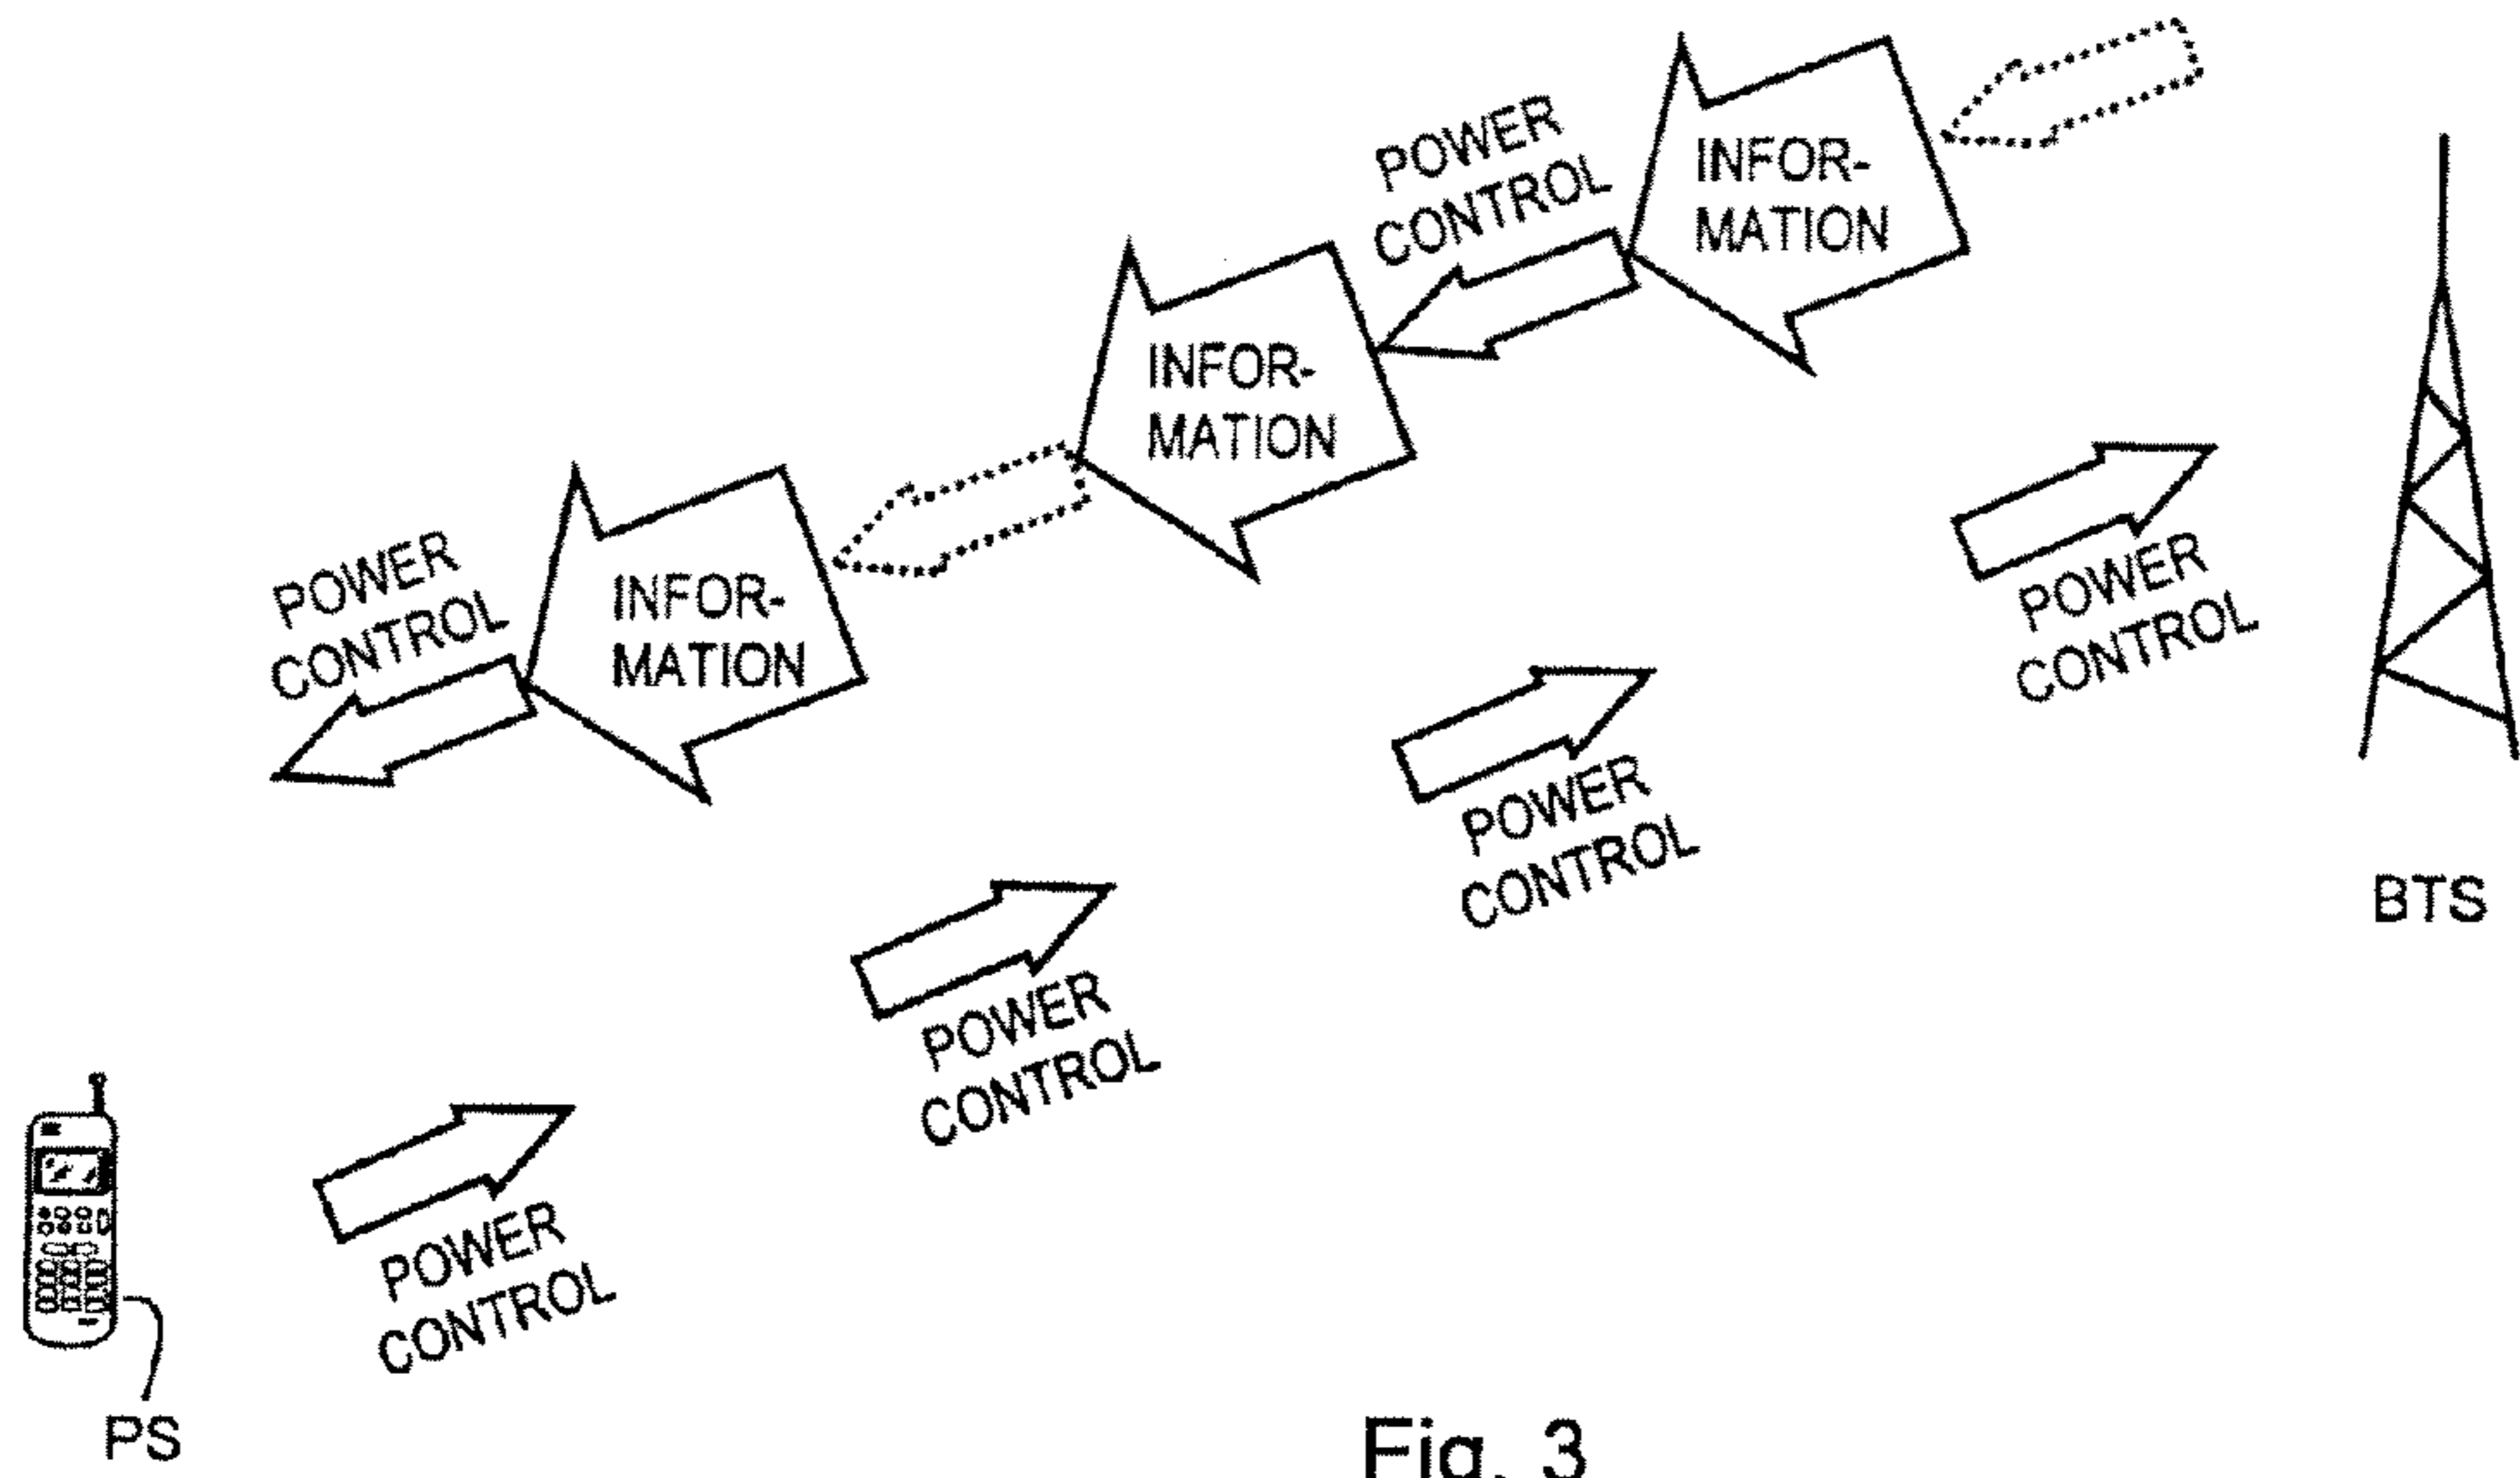 POWER
CONTROL
INFOR-
MATION
INFOR-
MATION
POWER
CONTROL
INFOR-
MATION
POWER
CONTROL
POWER
CONTROL
BTS
POWER
CONTROL
POWER
CONTROL
PS
Fig. 3